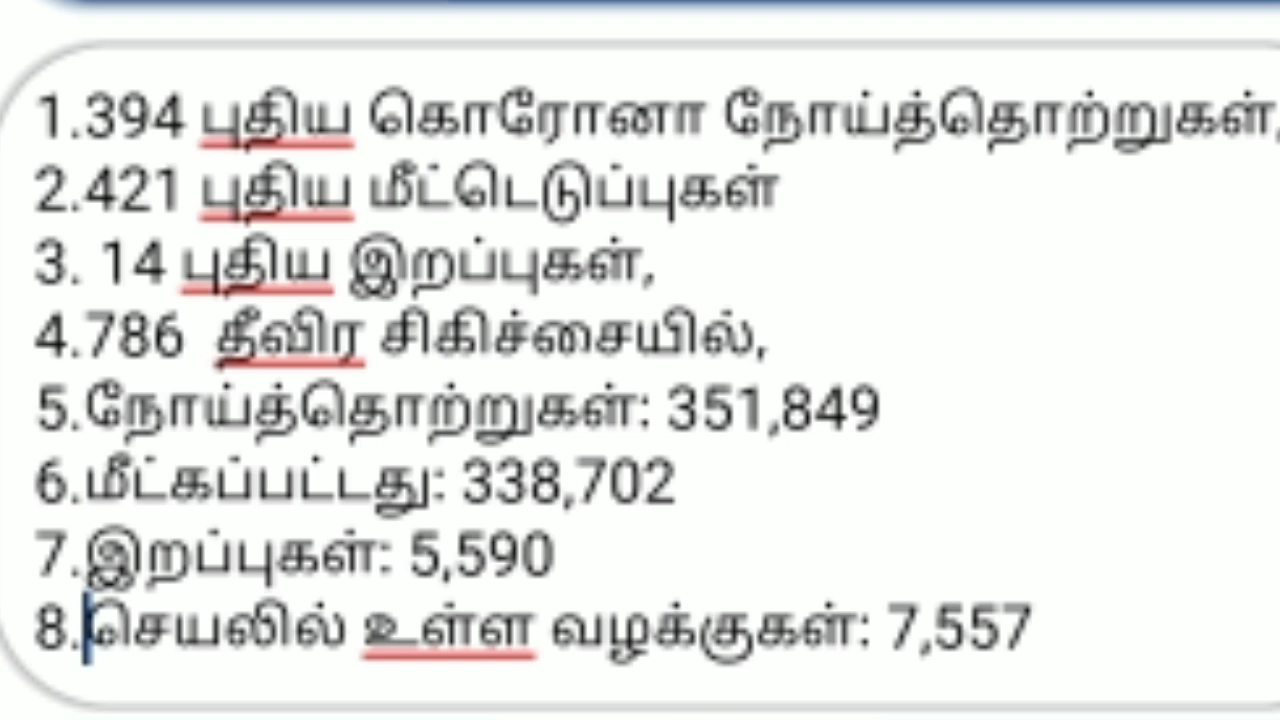 1.394 புதிய கொரோனா நோய்த்தொற்றுகள்,
2.421 புதிய மீட்டெடுப்புகள்
3. 14 புதிய இறப்புகள்,
4.786 தீவிர சிகிச்சையில்,
5.நோய்த்தொற்றுகள்: 351,849
6.மீட்கப்பட்டது: 338,702
7.இறப்புகள்: 5,590
8.செயலில் உள்ள வழக்குகள்: 7,557